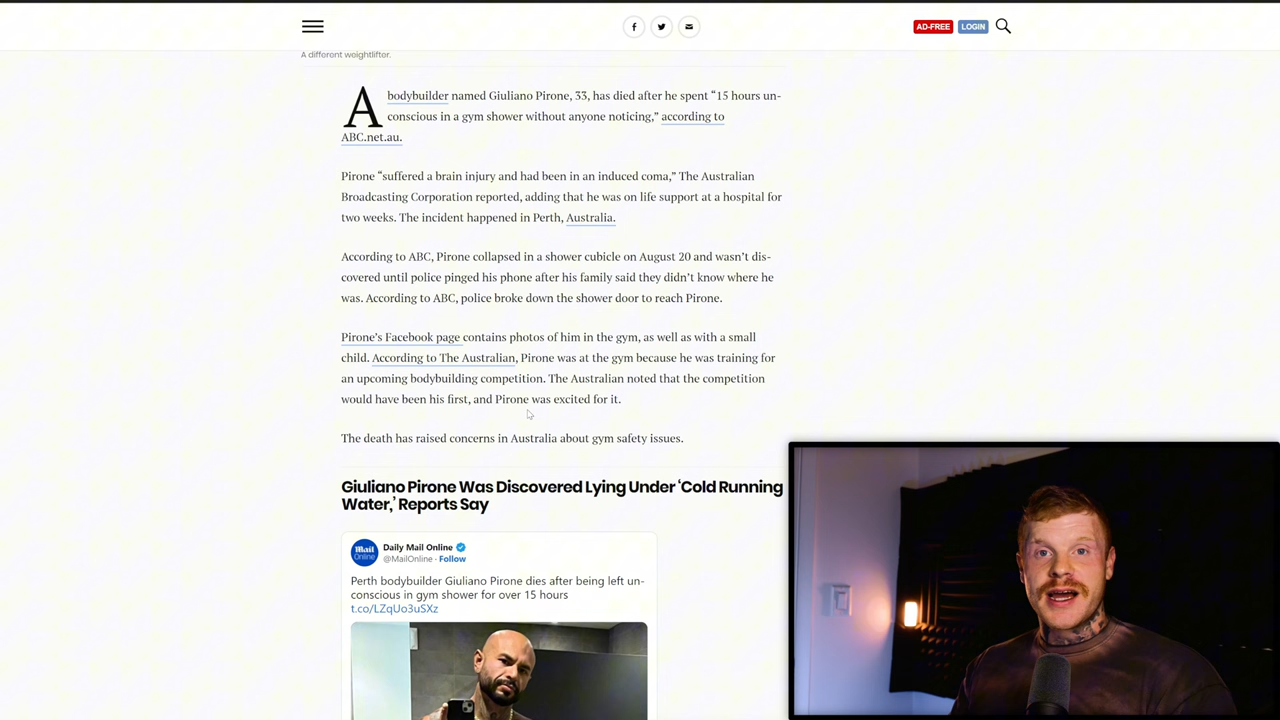 AD-FREE LOGIN
A different weightlifter.
A bodybuilder named Giuliano Pirone, 33, has died after he spent “15 hours un-
conscious in a gym shower without anyone noticing,” according to
ABC.net.au.
Pirone “suffered a brain injury and had been in an induced coma,” The Australian
Broadcasting Corporation reported, adding that he was on life support at a hospital for
two weeks. The incident happened in Perth, Australia.
According to ABC, Pirone collapsed in a shower cubicle on August 20 and wasn’t dis-
covered until police pinged his phone after his family said they didn’t know where he
was. According to ABC, police broke down the shower door to reach Pirone.
Pirone’s Facebook page contains photos of him in the gym, as well as with a small
child. According to The Australian, Pirone was at the gym because he was training for
an upcoming bodybuilding competition. The Australian noted that the competition
would have been his first, and Pirone was excited for it.
The death has raised concerns in Australia about gym safety issues.
Giuliano Pirone Was Discovered Lying Under ‘Cold Running
Water,’ Reports Say
Mail Online
Daily Mail Online
@MailOnline · Follow
Perth bodybuilder Giuliano Pirone dies after being left un-
conscious in gym shower for over 15 hours
t.co/LZqUo3uSXz